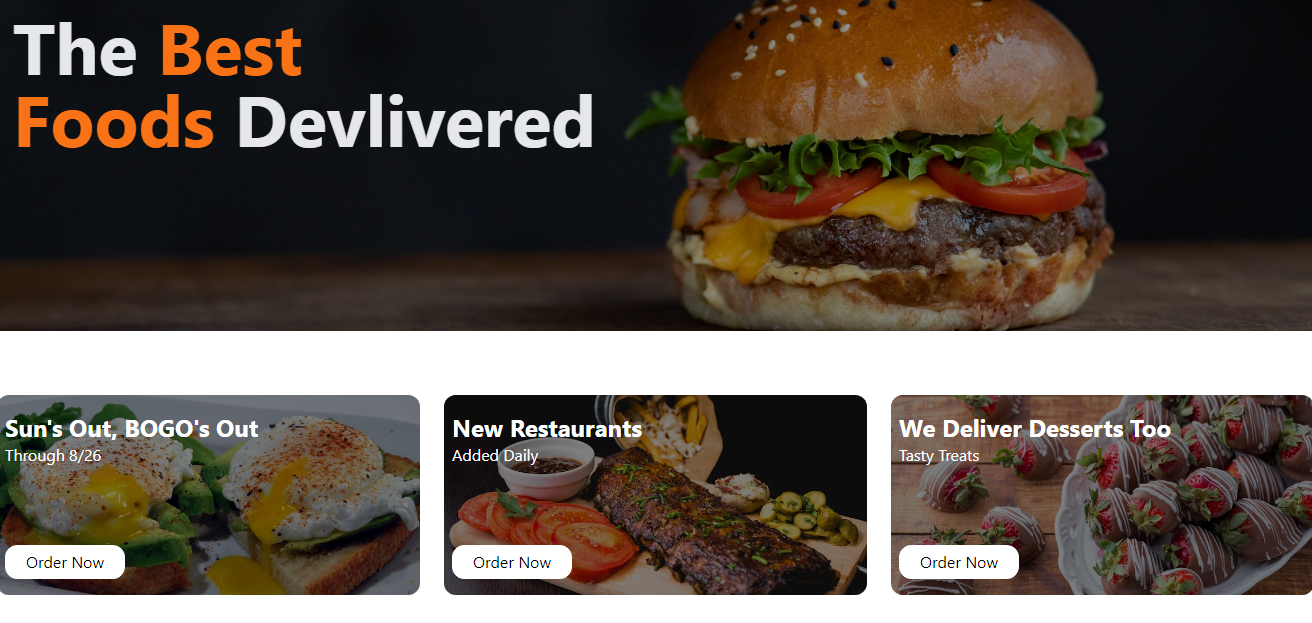 The Best
Foods Devlivered
Sun's Out, BOGO's Out
Through 8/26
Order Now
New Restaurants
Added Daily
Order Now
We Deliver Desserts Too
Tasty Treats
Order Now